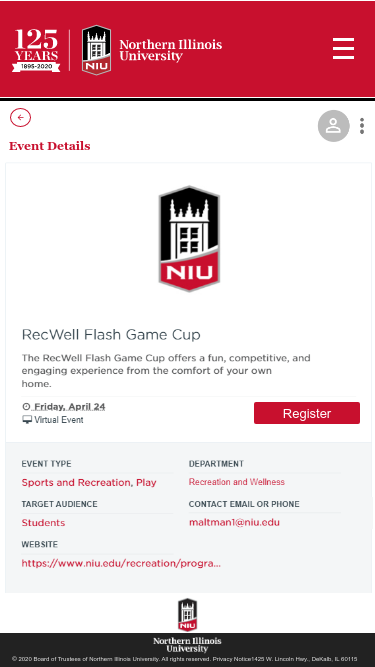 125
YEARS
1895-2020
NIU
Northern Illinois
University
Event Details
NIU
RecWell Flash Game Cup
The RecWell Flash Game Cup offers a fun, competitive, and
engaging experience from the comfort of your own
home.
Friday, April 24
Virtual Event
Register
EVENT TYPE
Sports and Recreation, Play
DEPARTMENT
Recreation and Wellness
TARGET AUDIENCE
Students
CONTACT EMAIL OR PHONE
maltman1@niu.edu
WEBSITE
https://www.niu.edu/recreation/progra...
NIU
Northern Illinois
University
© 2020 Board of Trustees of Northern Illinois University. All rights reserved. Privacy Notice1425 W. Lincoln Hwy., DeKalb, IL 60115